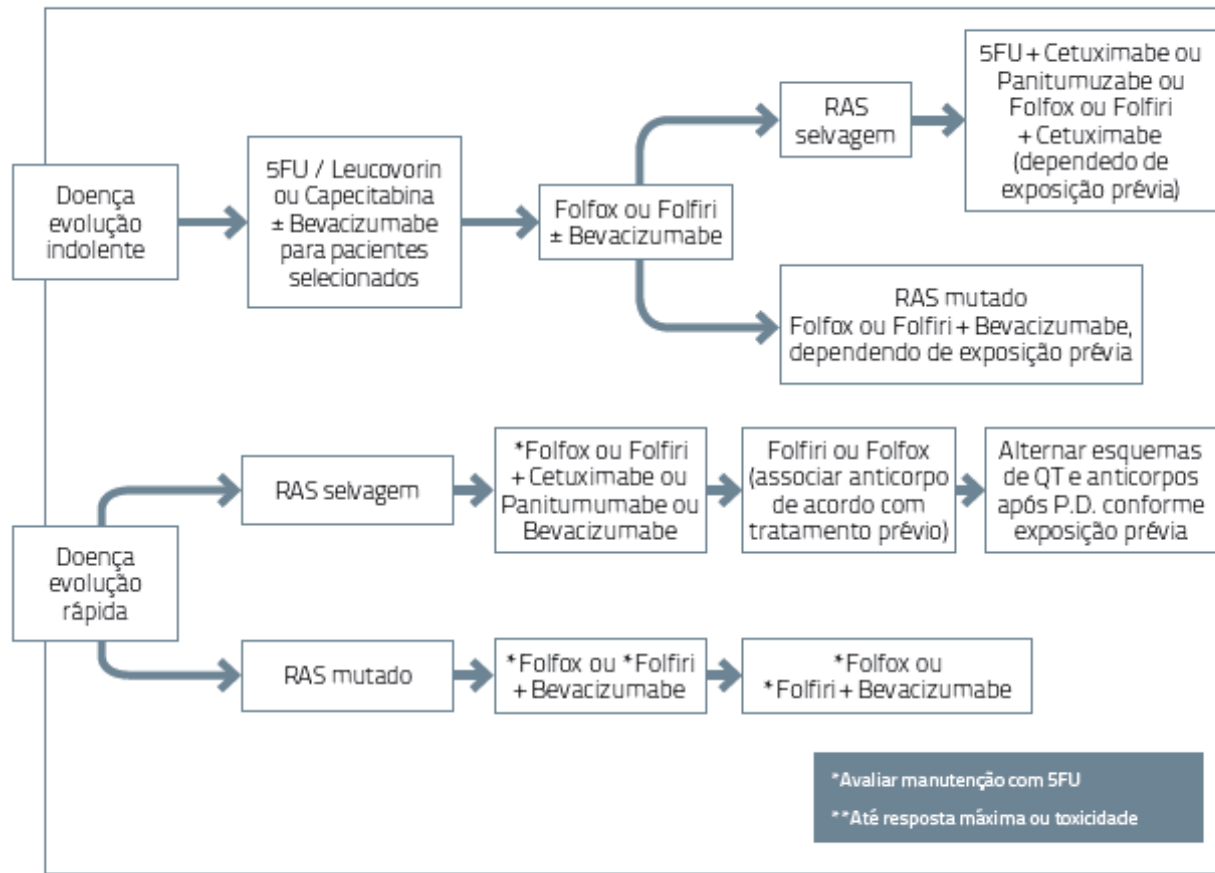 Doença
evolução
indolente
5FU / Leucovorin
ou Capecitabina
± Bevacizumabe
para pacientes
selecionados
Folfox ou Folfiri
± Bevacizumabe
RAS
selvagem
5FU + Cetuximabe ou
Panitumuzabe ou
Folfox ou Folfiri
+ Cetuximabe
(dependedo de
exposição prévia)
RAS mutado
Folfox ou Folfiri + Bevacizumabe,
dependendo de exposição prévia
Doença
evolução
rápida
RAS selvagem
*Folfox ou Folfiri
+ Cetuximabe ou
Panitumumabe ou
Bevacizumabe
Folfiri ou Folfox
(associar anticorpo
de acordo com
tratamento prévio)
Alternar esquemas
de QT e anticorpos
após P.D. conforme
exposição prévia
RAS mutado
*Folfox ou *Folfiri
+ Bevacizumabe
*Folfox ou
*Folfiri + Bevacizumabe
*Avaliar manutenção com 5FU
**Até resposta máxima ou toxicidade